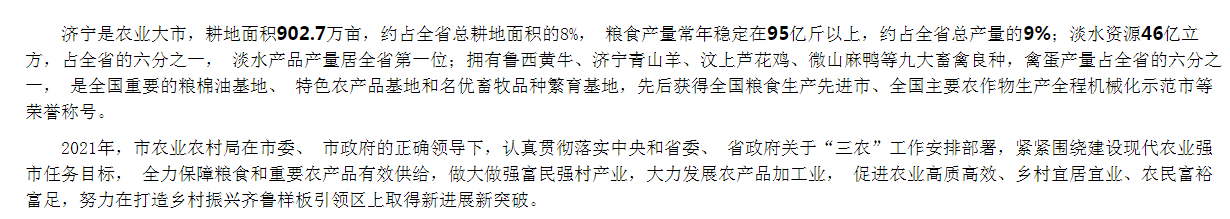 济宁是农业大市，耕地面积902.7万亩，约占全省总耕地面积的8%， 粮食产量常年稳定在95亿斤以上，约占全省总产量的9%；淡水资源46亿立
方，占全省的六分之一， 淡水产品产量居全省第一位；拥有鲁西黄牛、济宁青山羊、汶上芦花鸡、微山麻鸭等九大畜禽良种，禽蛋产量占全省的六分之
一， 是全国重要的粮棉油基地、 特色农产品基地和名优畜牧品种繁育基地，先后获得全国粮食生产先进市、全国主要农作物生产全程机械化示范市等
荣誉称号。
2021年，市农业农村局在市委、 市政府的正确领导下，认真贯彻落实中央和省委、 省政府关于“三农”工作安排部署，紧紧围绕建设现代农业强
市任务目标， 全力保障粮食和重要农产品有效供给，做大做强富民强村产业，大力发展农产品加工业， 促进农业高质高效、乡村宜居宜业、农民富裕
富足，努力在打造乡村振兴齐鲁样板引领区上取得新进展新突破。